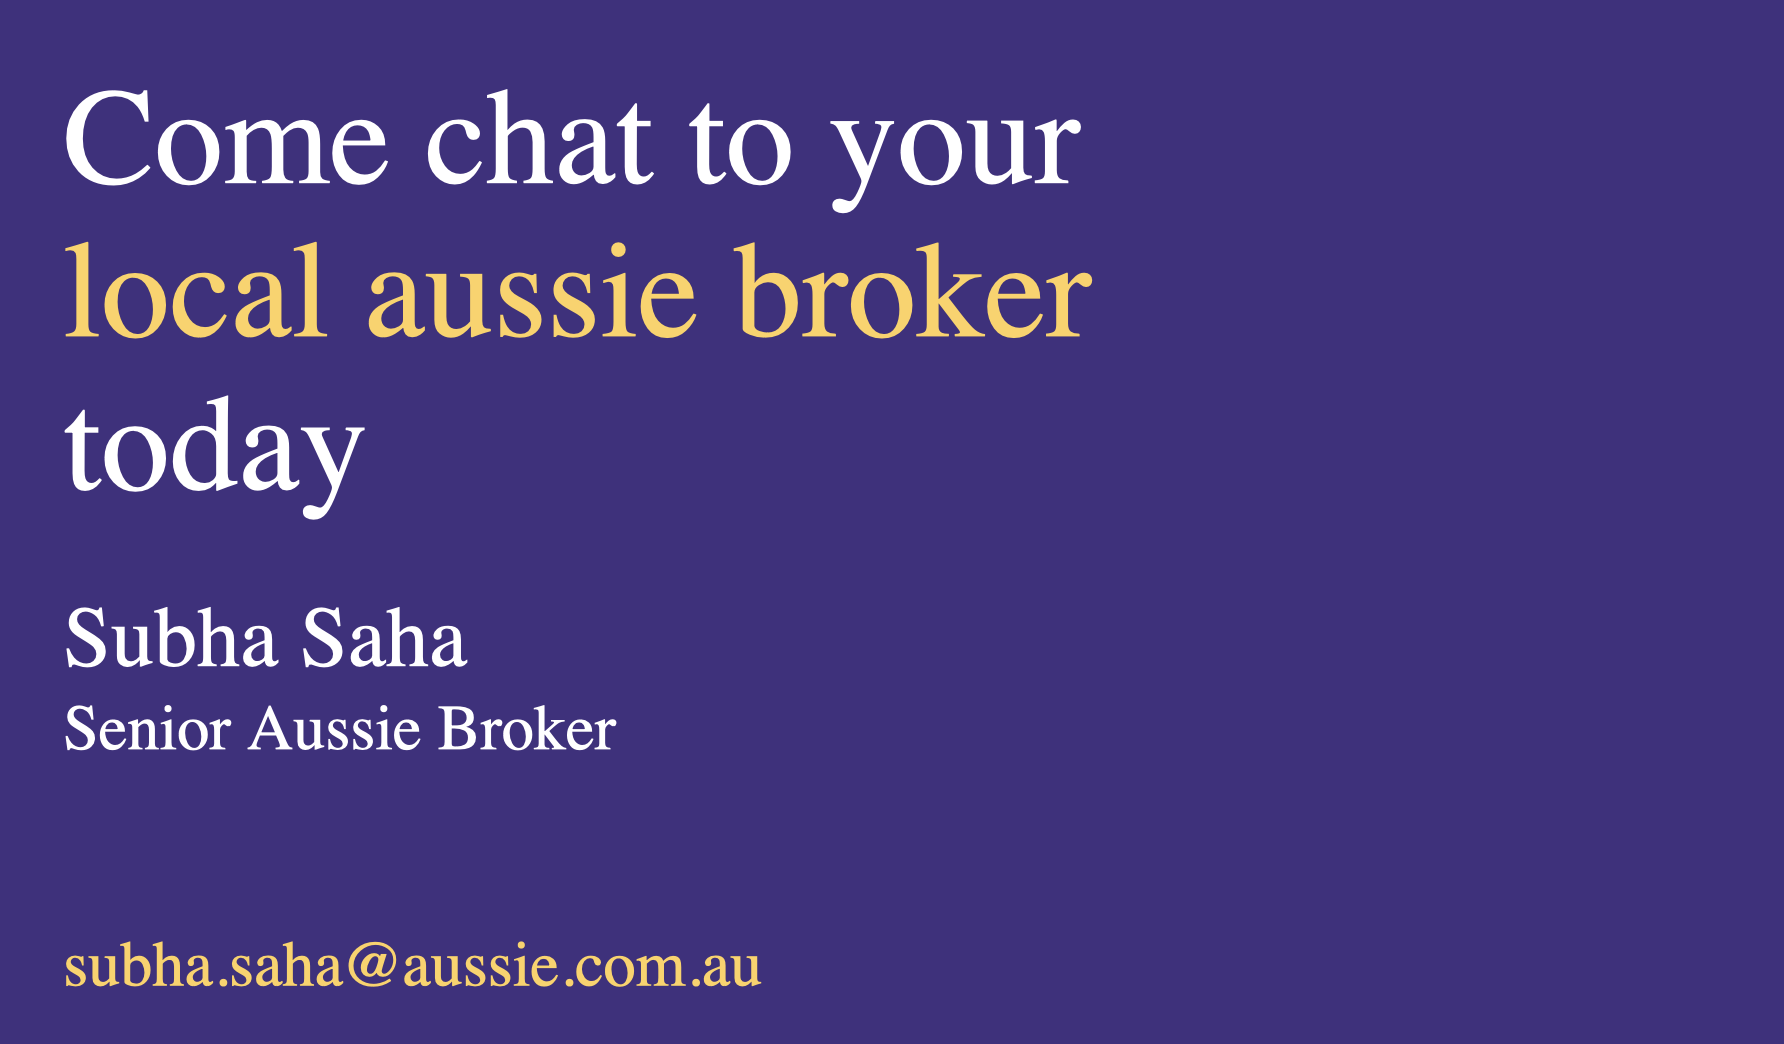 Come chat to your
local aussie broker
today
Subha Saha
Senior Aussie Broker
subha.saha@aussie.com.au